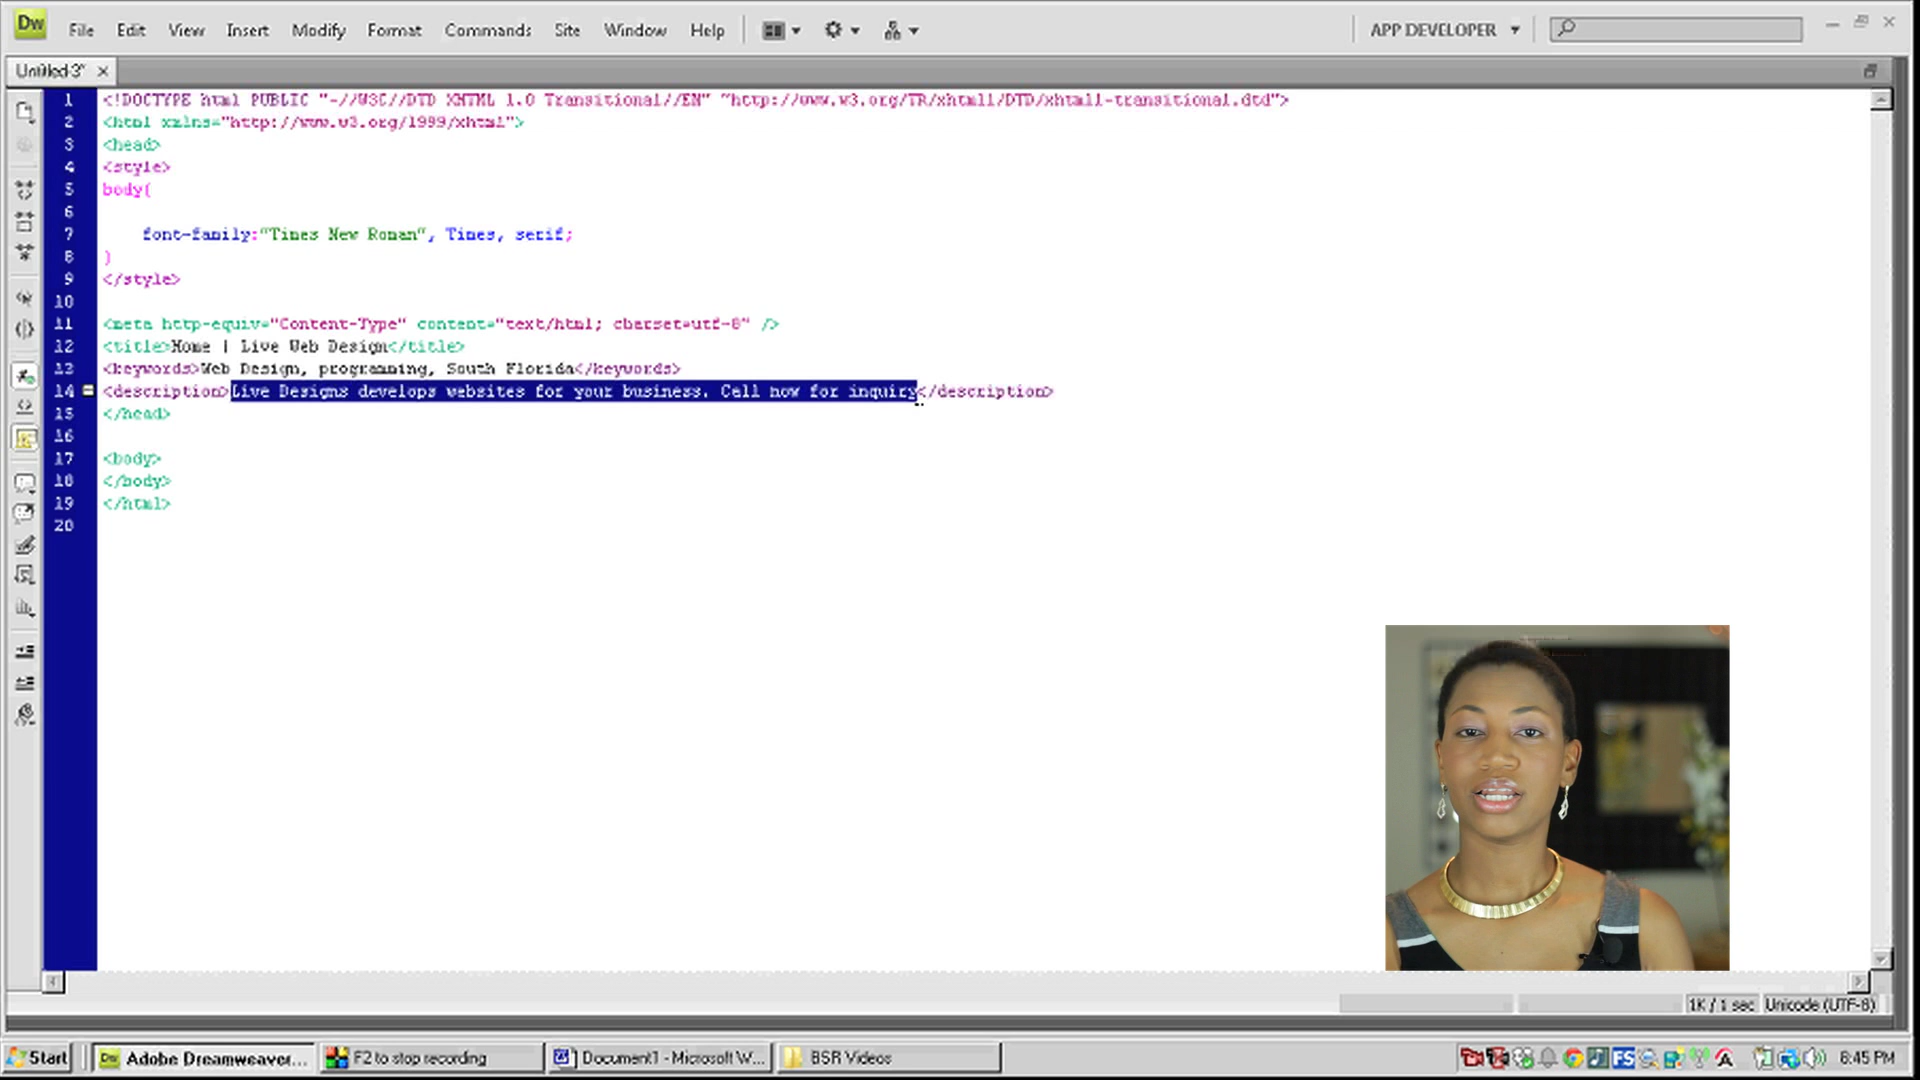 Dw File Edit View Insert Modify Format Commands Site Window Help APP DEVELOPER
Untitled-3*
1 <!DOCTYPE html PUBLIC "-//W3C//DTD XHTML 1.0 Transitional//EN" "http://www.w3.org/TR/xhtml1/DTD/xhtml1-transitional.dtd">
2 <html xmlns="http://www.w3.org/1999/xhtml">
3 <head>
4 <style>
5 body{
6
7 font-family:"Times New Roman", Times, serif;
8 }
9 </style>
10
11 <meta http-equiv="Content-Type" content="text/html; charset=utf-8" />
12 <title>Home | Live Web Design</title>
13 <keywords>Web Design, programing, South Florida</keywords>
14 <description>Live Designs develops websites for your business. Call now for inquiry</description>
15 </head>
16
17 <body>
18 </body>
19 </html>
20
1K / 1 sec Unicode (UTF-8)
Start Dw Adobe Dreamweaver... F2 to stop recording Document1 - Microsoft W... BSR Videos FS 6:45 PM